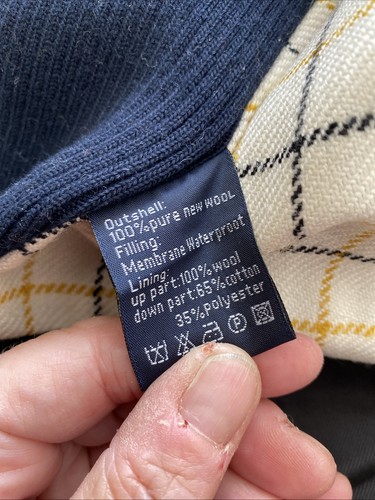 Outshell:
100%pure new wool
Filling:
Membrane Waterproof
Lining:
up part:100% wool
down part:65%cotton
35%polyester
P